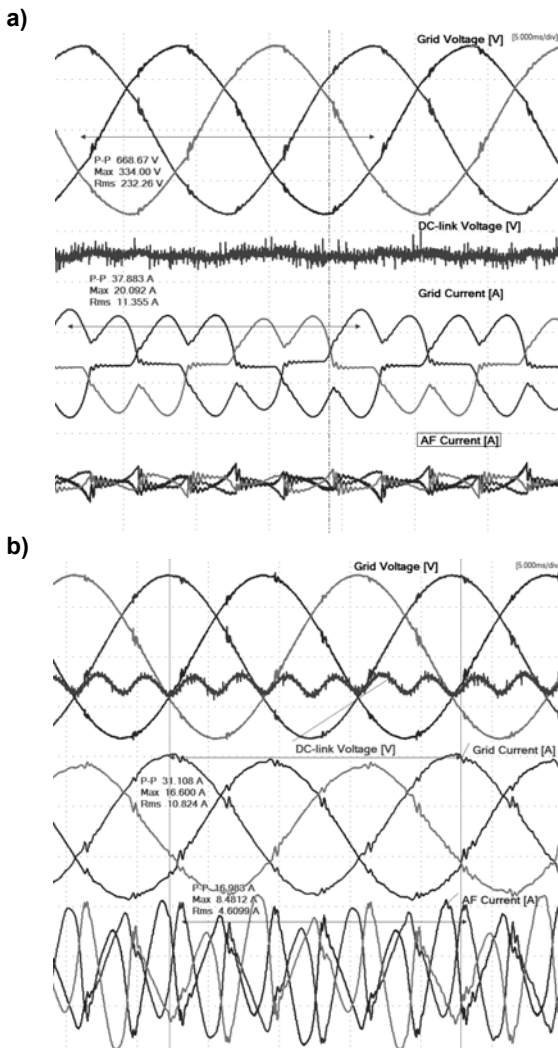 a)
Grid Voltage [V]
[5.000ms/div]
P-P 668.67 V
Max 334.00 V
Rms 232.26 V
DC-link Voltage [V]
P-P 37.883 A
Max 20.092 A
Rms 11.355 A
Grid Current [A]
AF Current [A]
b)
Grid Voltage [V]
[5.000ms/div]
DC-link Voltage [V]
Grid Current [A]
P-P 31.108 A
Max 16.600 A
Rms 10.824 A
P-P 16.983 A
Max 8.4812 A
Rms 4.6099 A
AF Current [A]